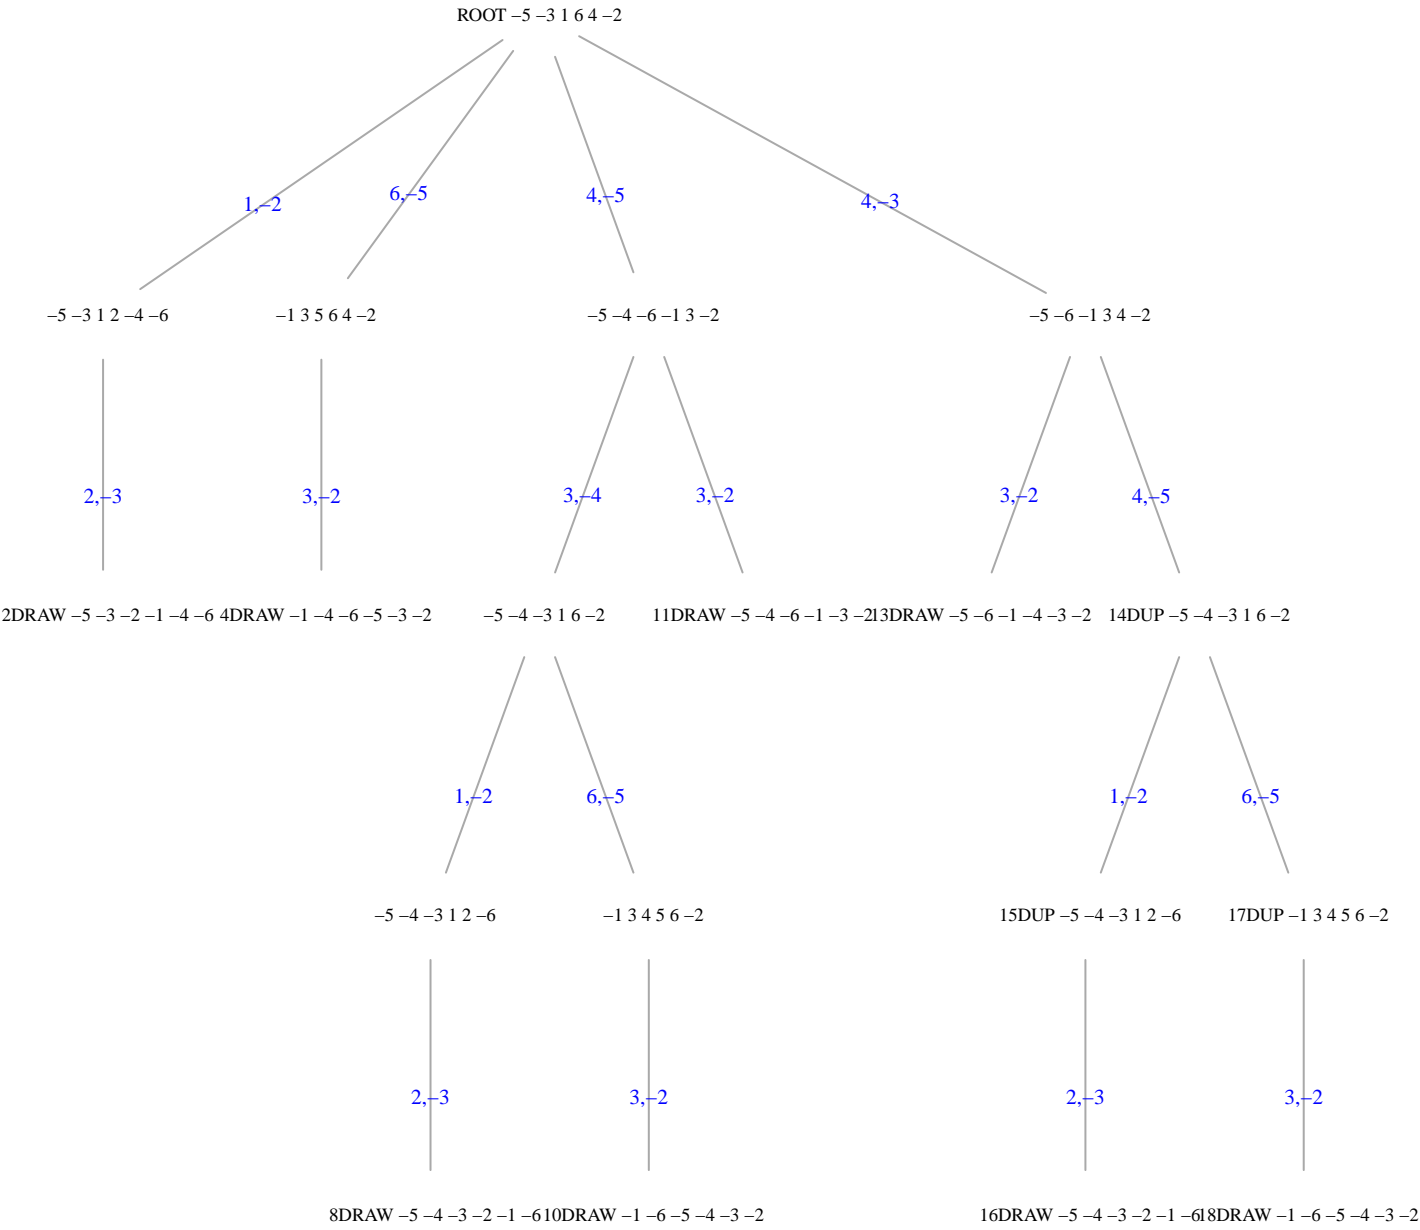 ROOT –5 –3 1 6 4 –2
1,–2
6,–5
4,–5
4,–3
–5 –3 1 2 –4 –6
–1 3 5 6 4 –2
–5 –4 –6 –1 3 –2
–5 –6 –1 3 4 –2
2,–3
3,–2
3,–4
3,–2
3,–2
4,–5
2DRAW –5 –3 –2 –1 –4 –6
4DRAW –1 –4 –6 –5 –3 –2
–5 –4 –3 1 6 –2
11DRAW –5 –4 –6 –1 –3 –2
13DRAW –5 –6 –1 –4 –3 –2
14DUP –5 –4 –3 1 6 –2
1,–2
6,–5
1,–2
6,–5
–5 –4 –3 1 2 –6
–1 3 4 5 6 –2
15DUP –5 –4 –3 1 2 –6
17DUP –1 3 4 5 6 –2
2,–3
3,–2
2,–3
3,–2
8DRAW –5 –4 –3 –2 –1 –6
10DRAW –1 –6 –5 –4 –3 –2
16DRAW –5 –4 –3 –2 –1 –6
18DRAW –1 –6 –5 –4 –3 –2